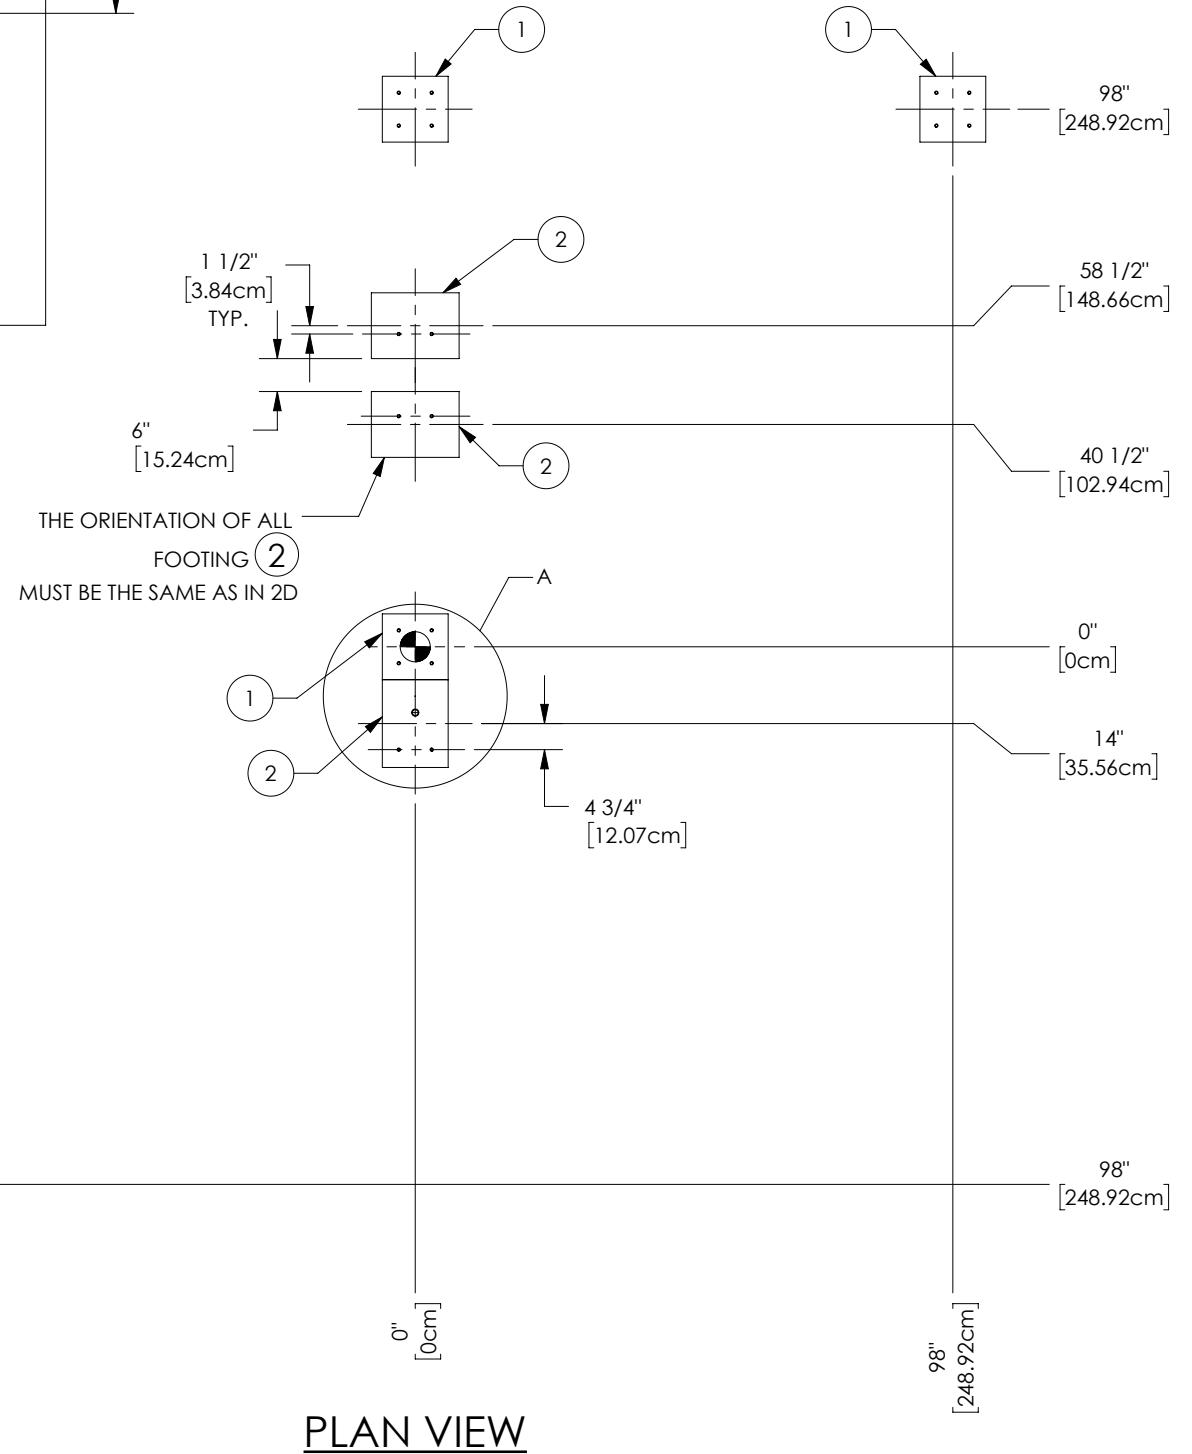 1
1
98"
[248.92cm]
2
1 1/2"
[3.84cm]
TYP.
58 1/2"
[148.66cm]
6"
[15.24cm]
2
40 1/2"
[102.94cm]
THE ORIENTATION OF ALL
FOOTING 2
MUST BE THE SAME AS IN 2D
A
0"
[0cm]
1
2
14"
[35.56cm]
4 3/4"
[12.07cm]
98"
[248.92cm]
0"
[0cm]
98"
[248.92cm]
PLAN VIEW